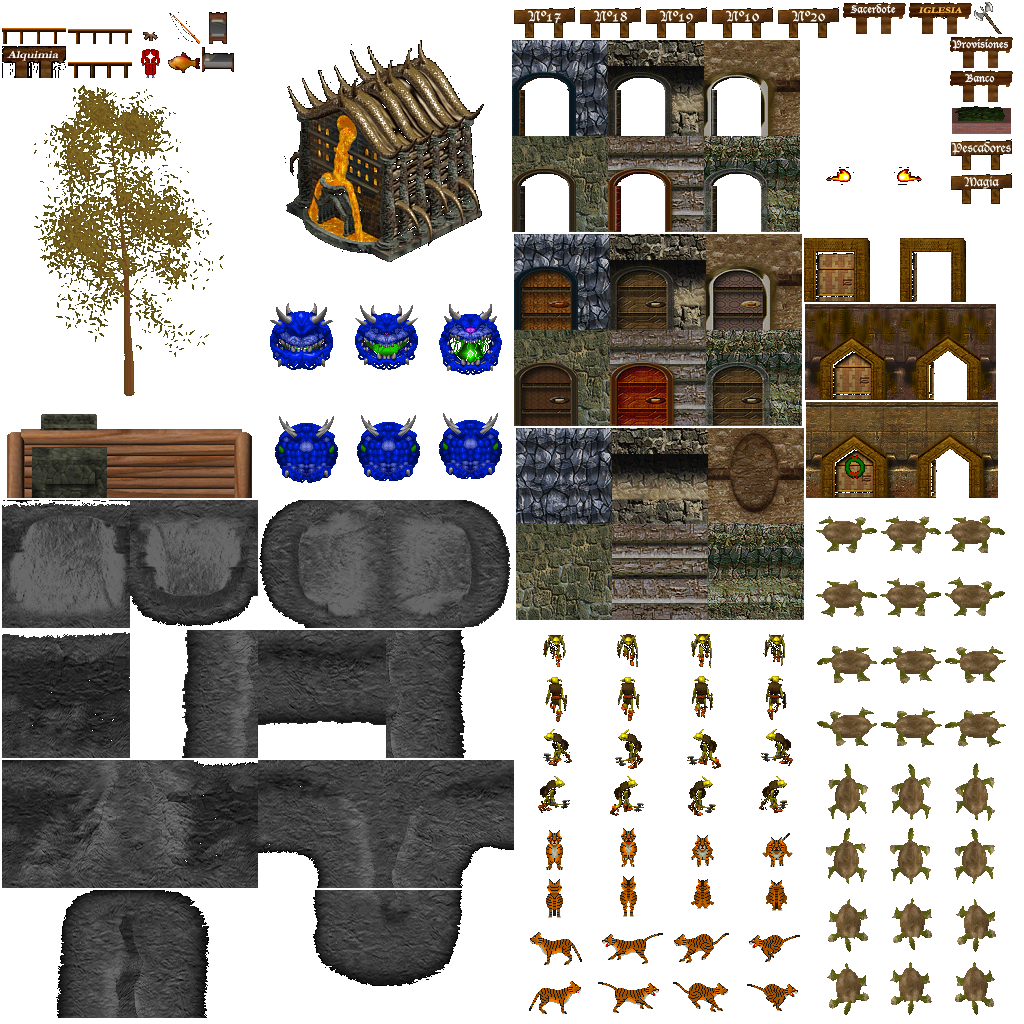 Nº17
Nº18
Nº19
Nº10
Nº20
Sacerdote
IGLESIA
Alquimia
Provisiones
Banco
Pescadores
Magia